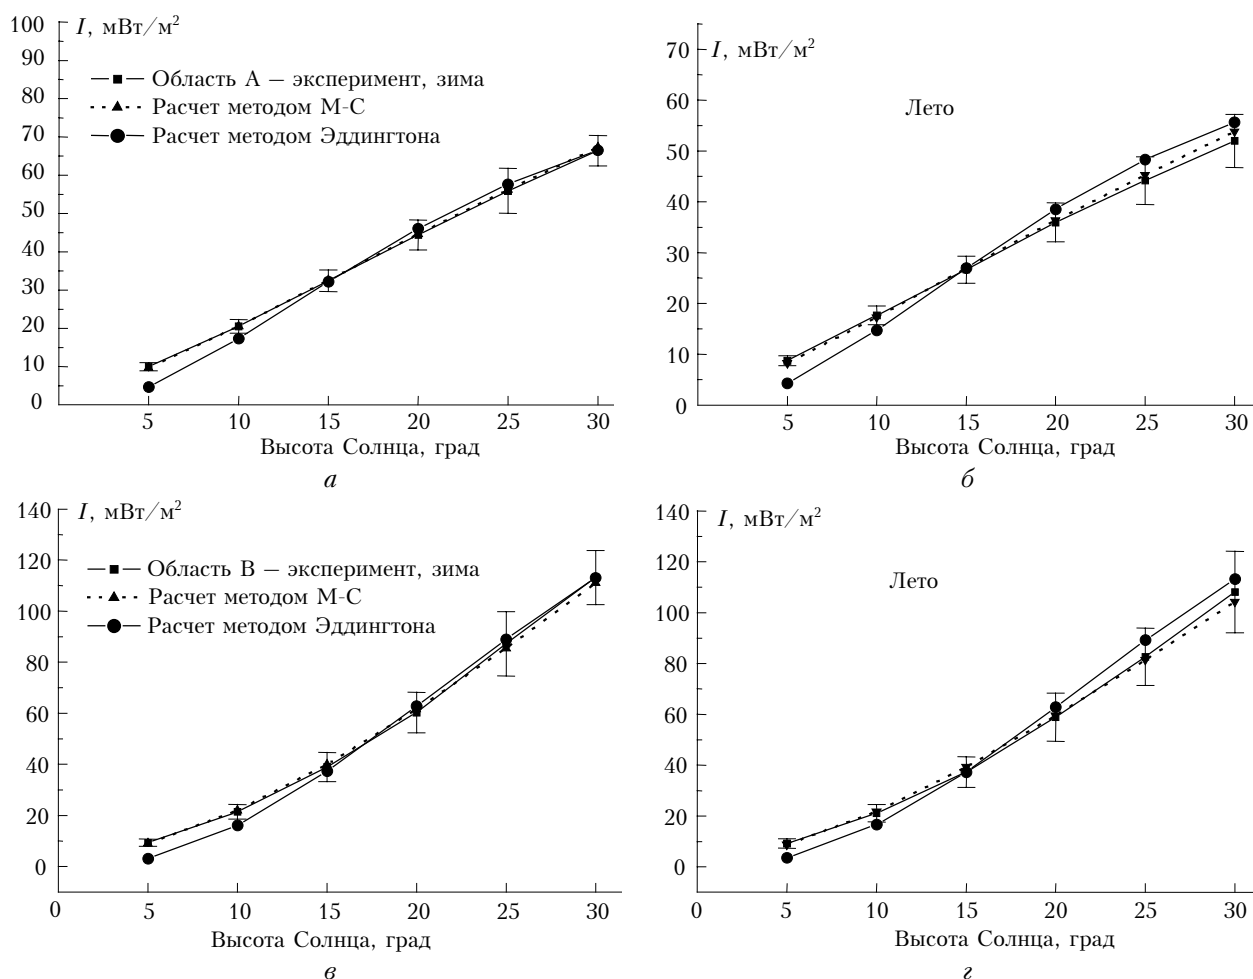 I, мВт/м²
100
90
80
70
60
50
40
30
20
10
0
Область А – эксперимент, зима
Расчет методом М-С
Расчет методом Эддингтона
5 10 15 20 25 30
Высота Солнца, град
а
I, мВт/м²
70
60
50
40
30
20
10
0
Лето
5 10 15 20 25 30
Высота Солнца, град
б
I, мВт/м²
140
120
100
80
60
40
20
0
Область В – эксперимент, зима
Расчет методом М-С
Расчет методом Эддингтона
0 5 10 15 20 25 30
Высота Солнца, град
в
I, мВт/м²
140
120
100
80
60
40
20
0
Лето
0 5 10 15 20 25 30
Высота Солнца, град
г